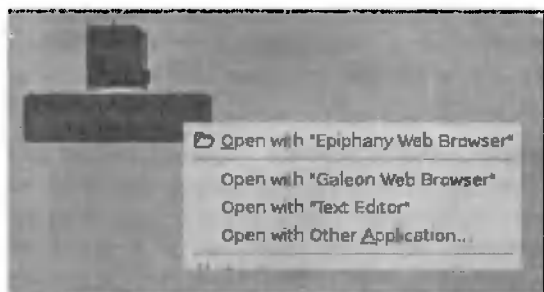 Open with "Epiphany Web Browser"
Open with "Galeon Web Browser"
Open with "Text Editor"
Open with Other Application...